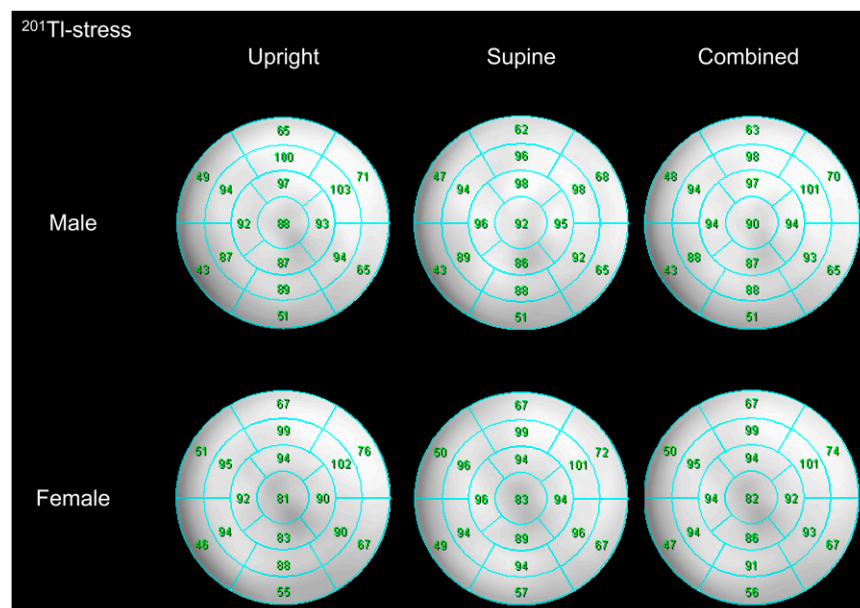 ²⁰¹Tl-stress
Upright Supine Combined
Male
65
100
49 71
94 97 103
92 88 93
87 87 94
43 65
89
51
62
96
47 68
94 98 98
96 92 95
89 86 92
43 65
88
51
63
98
48 70
94 97 101
94 90 94
88 87 93
43 65
88
51
Female
67
99
51 76
95 94 102
92 81 90
94 83 90
46 67
88
55
67
99
50 72
96 94 101
96 83 94
94 89 96
49 67
94
57
67
99
50 74
95 94 101
94 82 92
94 86 93
47 67
91
56